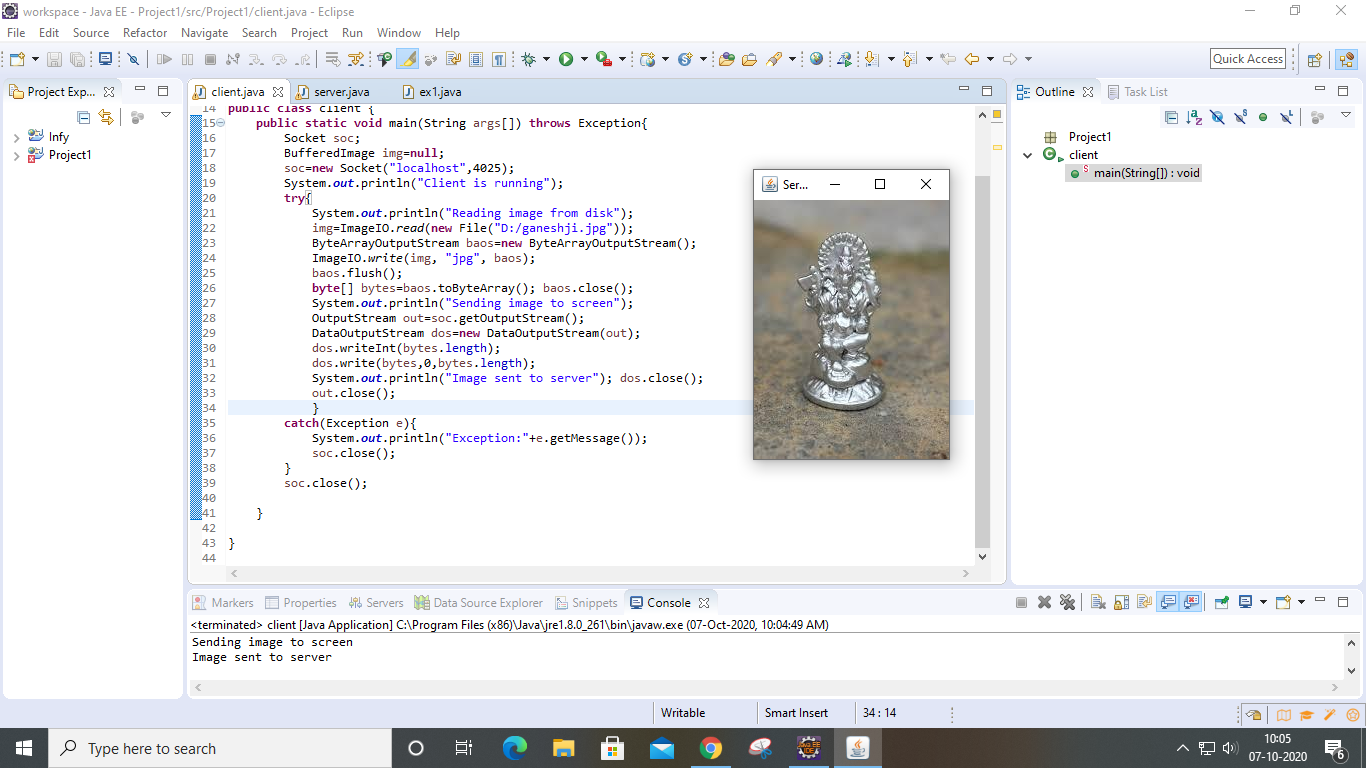 workspace - Java EE - Project1/src/Project1/client.java - Eclipse
File Edit Source Refactor Navigate Search Project Run Window Help
Quick Access
Project Exp...
Infy
Project1
client.java server.java ex1.java
14 public class client {
15 public static void main(String args[]) throws Exception{
16 Socket soc;
17 BufferedImage img=null;
18 soc=new Socket("localhost",4025);
19 System.out.println("Client is running");
20 try{
21 System.out.println("Reading image from disk");
22 img=ImageIO.read(new File("D:/ganeshji.jpg"));
23 ByteArrayOutputStream baos=new ByteArrayOutputStream();
24 ImageIO.write(img, "jpg", baos);
25 baos.flush();
26 byte[] bytes=baos.toByteArray(); baos.close();
27 System.out.println("Sending image to screen");
28 OutputStream out=soc.getOutputStream();
29 DataOutputStream dos=new DataOutputStream(out);
30 dos.writeInt(bytes.length);
31 dos.write(bytes,0,bytes.length);
32 System.out.println("Image sent to server"); dos.close();
33 out.close();
34 }
35 catch(Exception e){
36 System.out.println("Exception:"+e.getMessage());
37 soc.close();
38 }
39 soc.close();
40
41 }
42
43 }
44
Ser...
Outline Task List
Project1
client
main(String[]) : void
Markers Properties Servers Data Source Explorer Snippets Console
<terminated> client [Java Application] C:\Program Files (x86)\Java\jre1.8.0_261\bin\javaw.exe (07-Oct-2020, 10:04:49 AM)
Sending image to screen
Image sent to server
Writable Smart Insert 34 : 14
Type here to search
10:05
07-10-2020
6